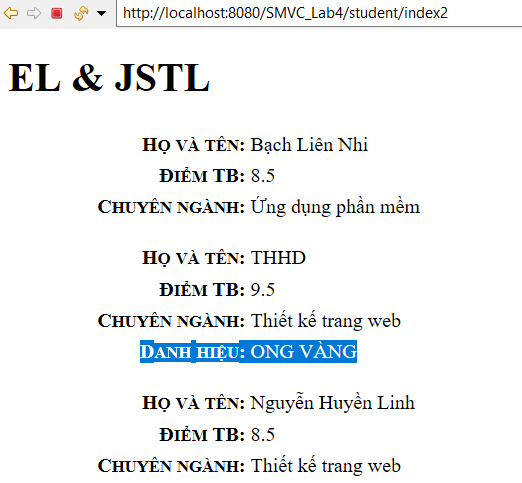 http://localhost:8080/SMVC_Lab4/student/index2
EL & JSTL
HỌ VÀ TÊN: Bạch Liên Nhi
ĐIỂM TB: 8.5
CHUYÊN NGÀNH: Ứng dụng phần mềm
HỌ VÀ TÊN: THHD
ĐIỂM TB: 9.5
CHUYÊN NGÀNH: Thiết kế trang web
DANH HIỆU: ONG VÀNG
HỌ VÀ TÊN: Nguyễn Huyền Linh
ĐIỂM TB: 8.5
CHUYÊN NGÀNH: Thiết kế trang web